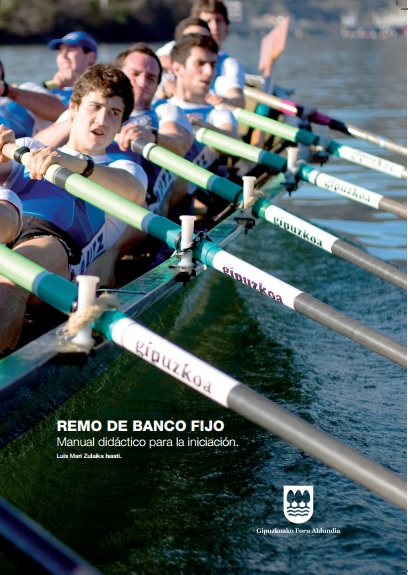 gipuzkoa
gipuzkoa
gipuzkoa
gipuzkoa
gipuzkoa
REMO DE BANCO FIJO
Manual didáctico para la iniciación.
Luis Mari Zulaika Isasti.
Gipuzkoako Foru Aldundia